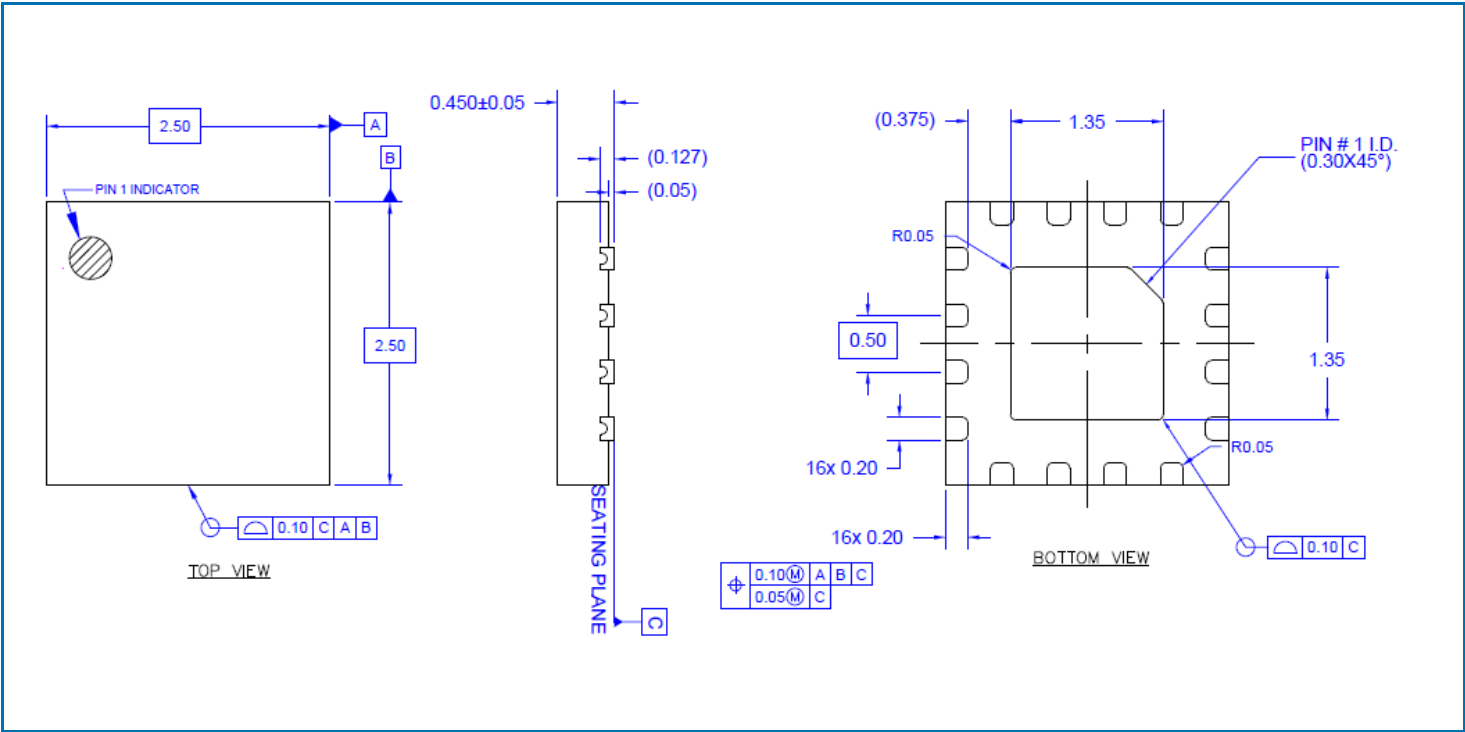 2.50
A
B
PIN 1 INDICATOR
2.50
0.10 C A B
TOP VIEW
0.450±0.05
(0.127)
(0.05)
SEATING PLANE
C
(0.375)
1.35
PIN # 1 I.D.
(0.30X45°)
R0.05
0.50
1.35
16x 0.20
R0.05
16x 0.20
0.10Ⓜ A B C
0.05Ⓜ C
BOTTOM VIEW
0.10 C